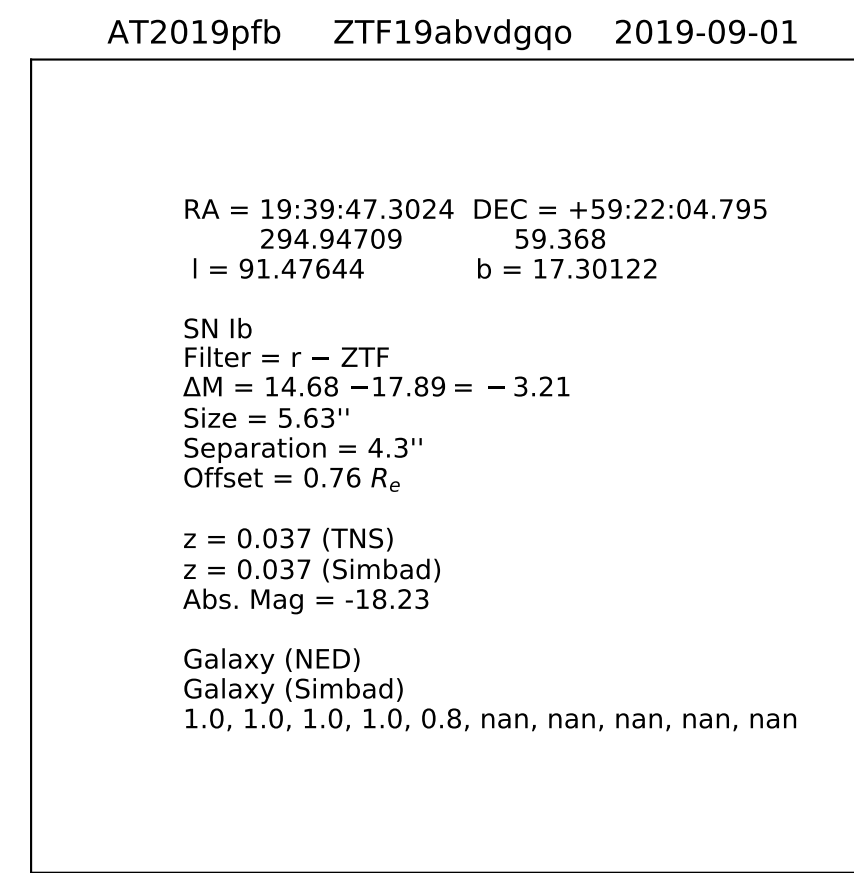 AT2019pfb ZTF19abvdgqo 2019-09-01
RA = 19:39:47.3024 DEC = +59:22:04.795
294.94709 59.368
l = 91.47644 b = 17.30122
SN Ib
Filter = r − ZTF
ΔM = 14.68 −17.89 = − 3.21
Size = 5.63''
Separation = 4.3''
Offset = 0.76 Rₑ
z = 0.037 (TNS)
z = 0.037 (Simbad)
Abs. Mag = -18.23
Galaxy (NED)
Galaxy (Simbad)
1.0, 1.0, 1.0, 1.0, 0.8, nan, nan, nan, nan, nan